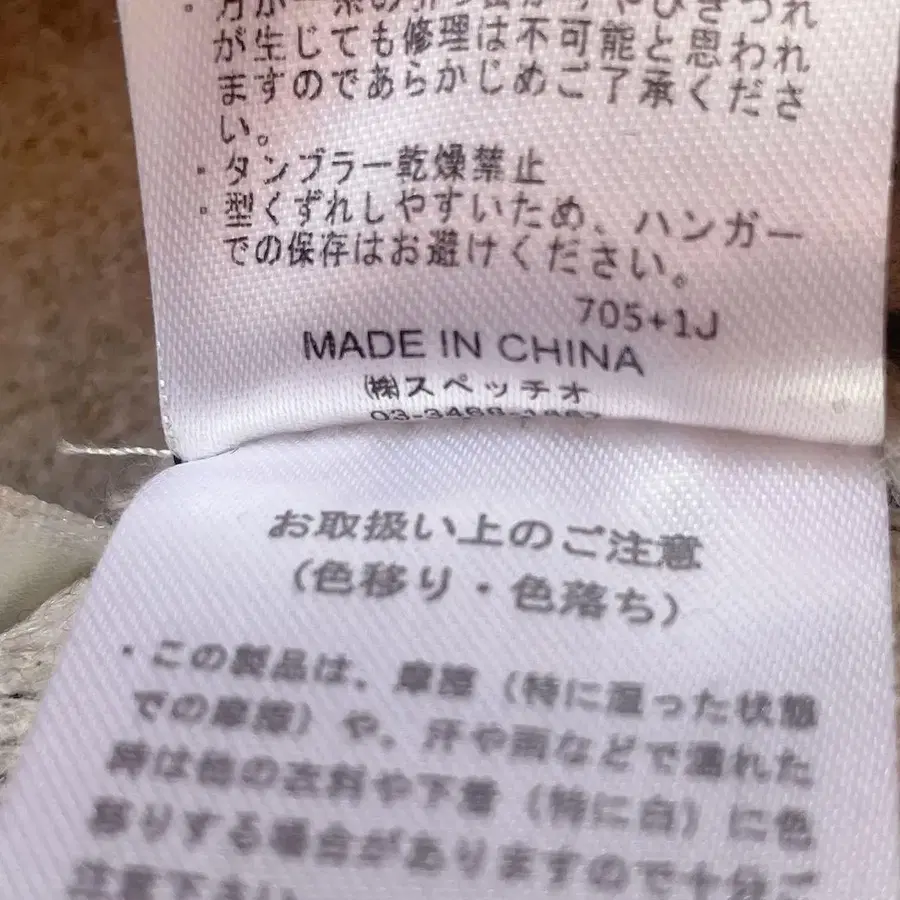 が生じても修理は不可能と思われ
ますのであらかじめご了承くださ
い。
・タンブラー乾燥禁止
・型くずれしやすいため、ハンガー
での保存はお避けください。
705+1J
MADE IN CHINA
㈱スペッチオ
お取扱い上のご注意
(色移り・色落ち)
・この製品は、摩擦(特に湿った状態
での摩擦)や、汗や雨などで濡れた
時は他の衣料や下着(特に白)に色
移りする場合がありますので十分ご
注意下さい